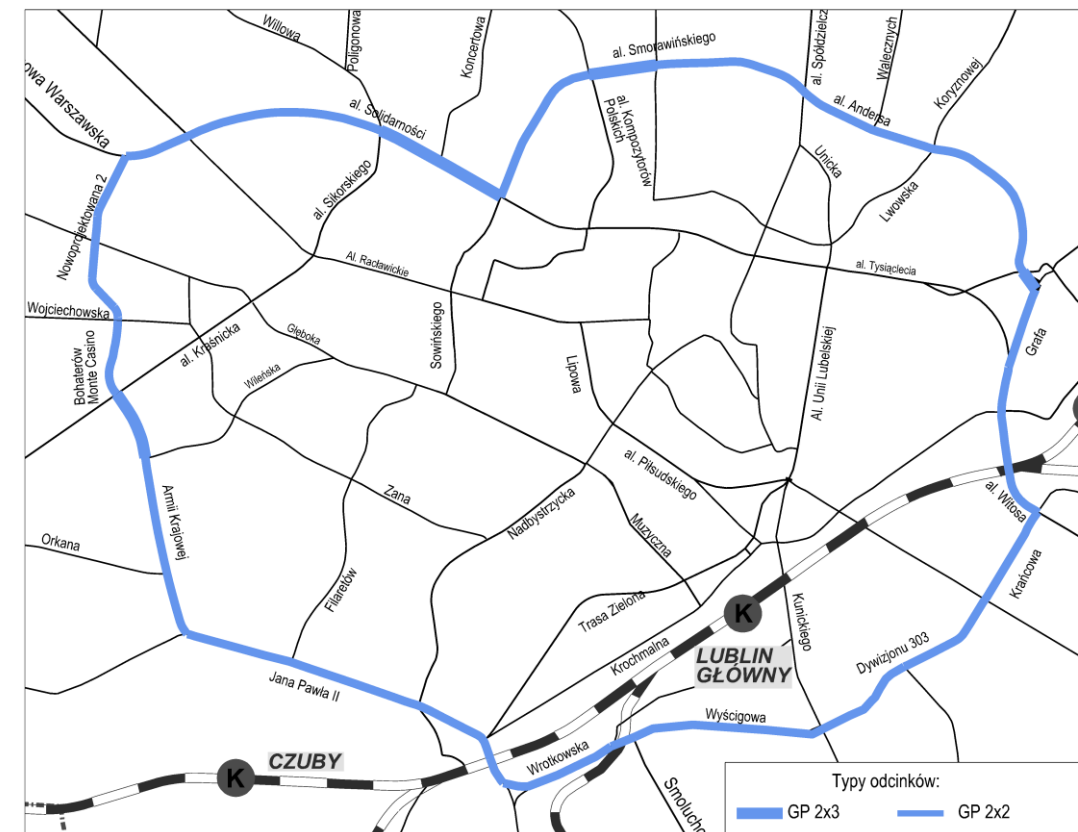 Willowa
Poligonowa
Koncertowa
al. Smorawińskiego
al. Spółdzielcz
Walecznych
Koryznowej
owa Warszawska
al. Solidarności
al. Kompozytorów
Polskich
al. Andersa
Unicka
Lwowska
Nowoprojektowana 2
al. Sikorskiego
Al. Racławickie
al. Tysiąclecia
Wojciechowska
al. Kraśnicka
Głęboka
Sowińskiego
Grafa
Bohaterów
Monte Casino
Wileńska
Lipowa
Al. Unii Lubelskiej
al. Piłsudskiego
Armii Krajowej
Zana
Nadbystrzycka
Muzyczna
al. Witosa
Orkana
Filaretów
Trasa Zielona
K
Kunickiego
Krańcowa
Krochmalna
LUBLIN
GŁÓWNY
Dywizjonu 303
Jana Pawła II
Wyścigowa
CZUBY
K
Wrotkowska
Smoluch
Typy odcinków:
GP 2x3
GP 2x2